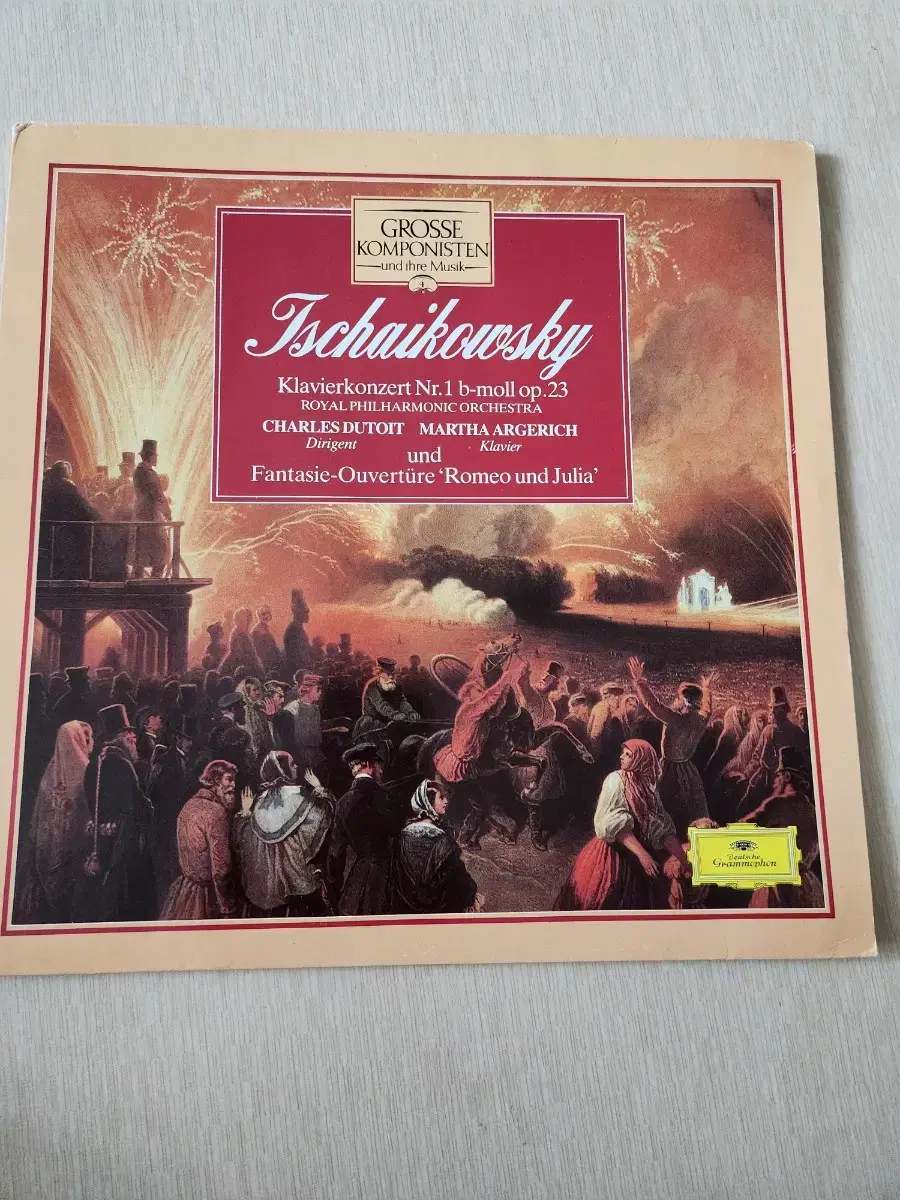 GROSSE
KOMPONISTEN
und ihre Musik
4
Tschaikowsky
Klavierkonzert Nr.1 b-moll op.23
ROYAL PHILHARMONIC ORCHESTRA
CHARLES DUTOIT MARTHA ARGERICH
Dirigent Klavier
und
Fantasie-Ouvertüre 'Romeo und Julia'
Deutsche
Grammophon